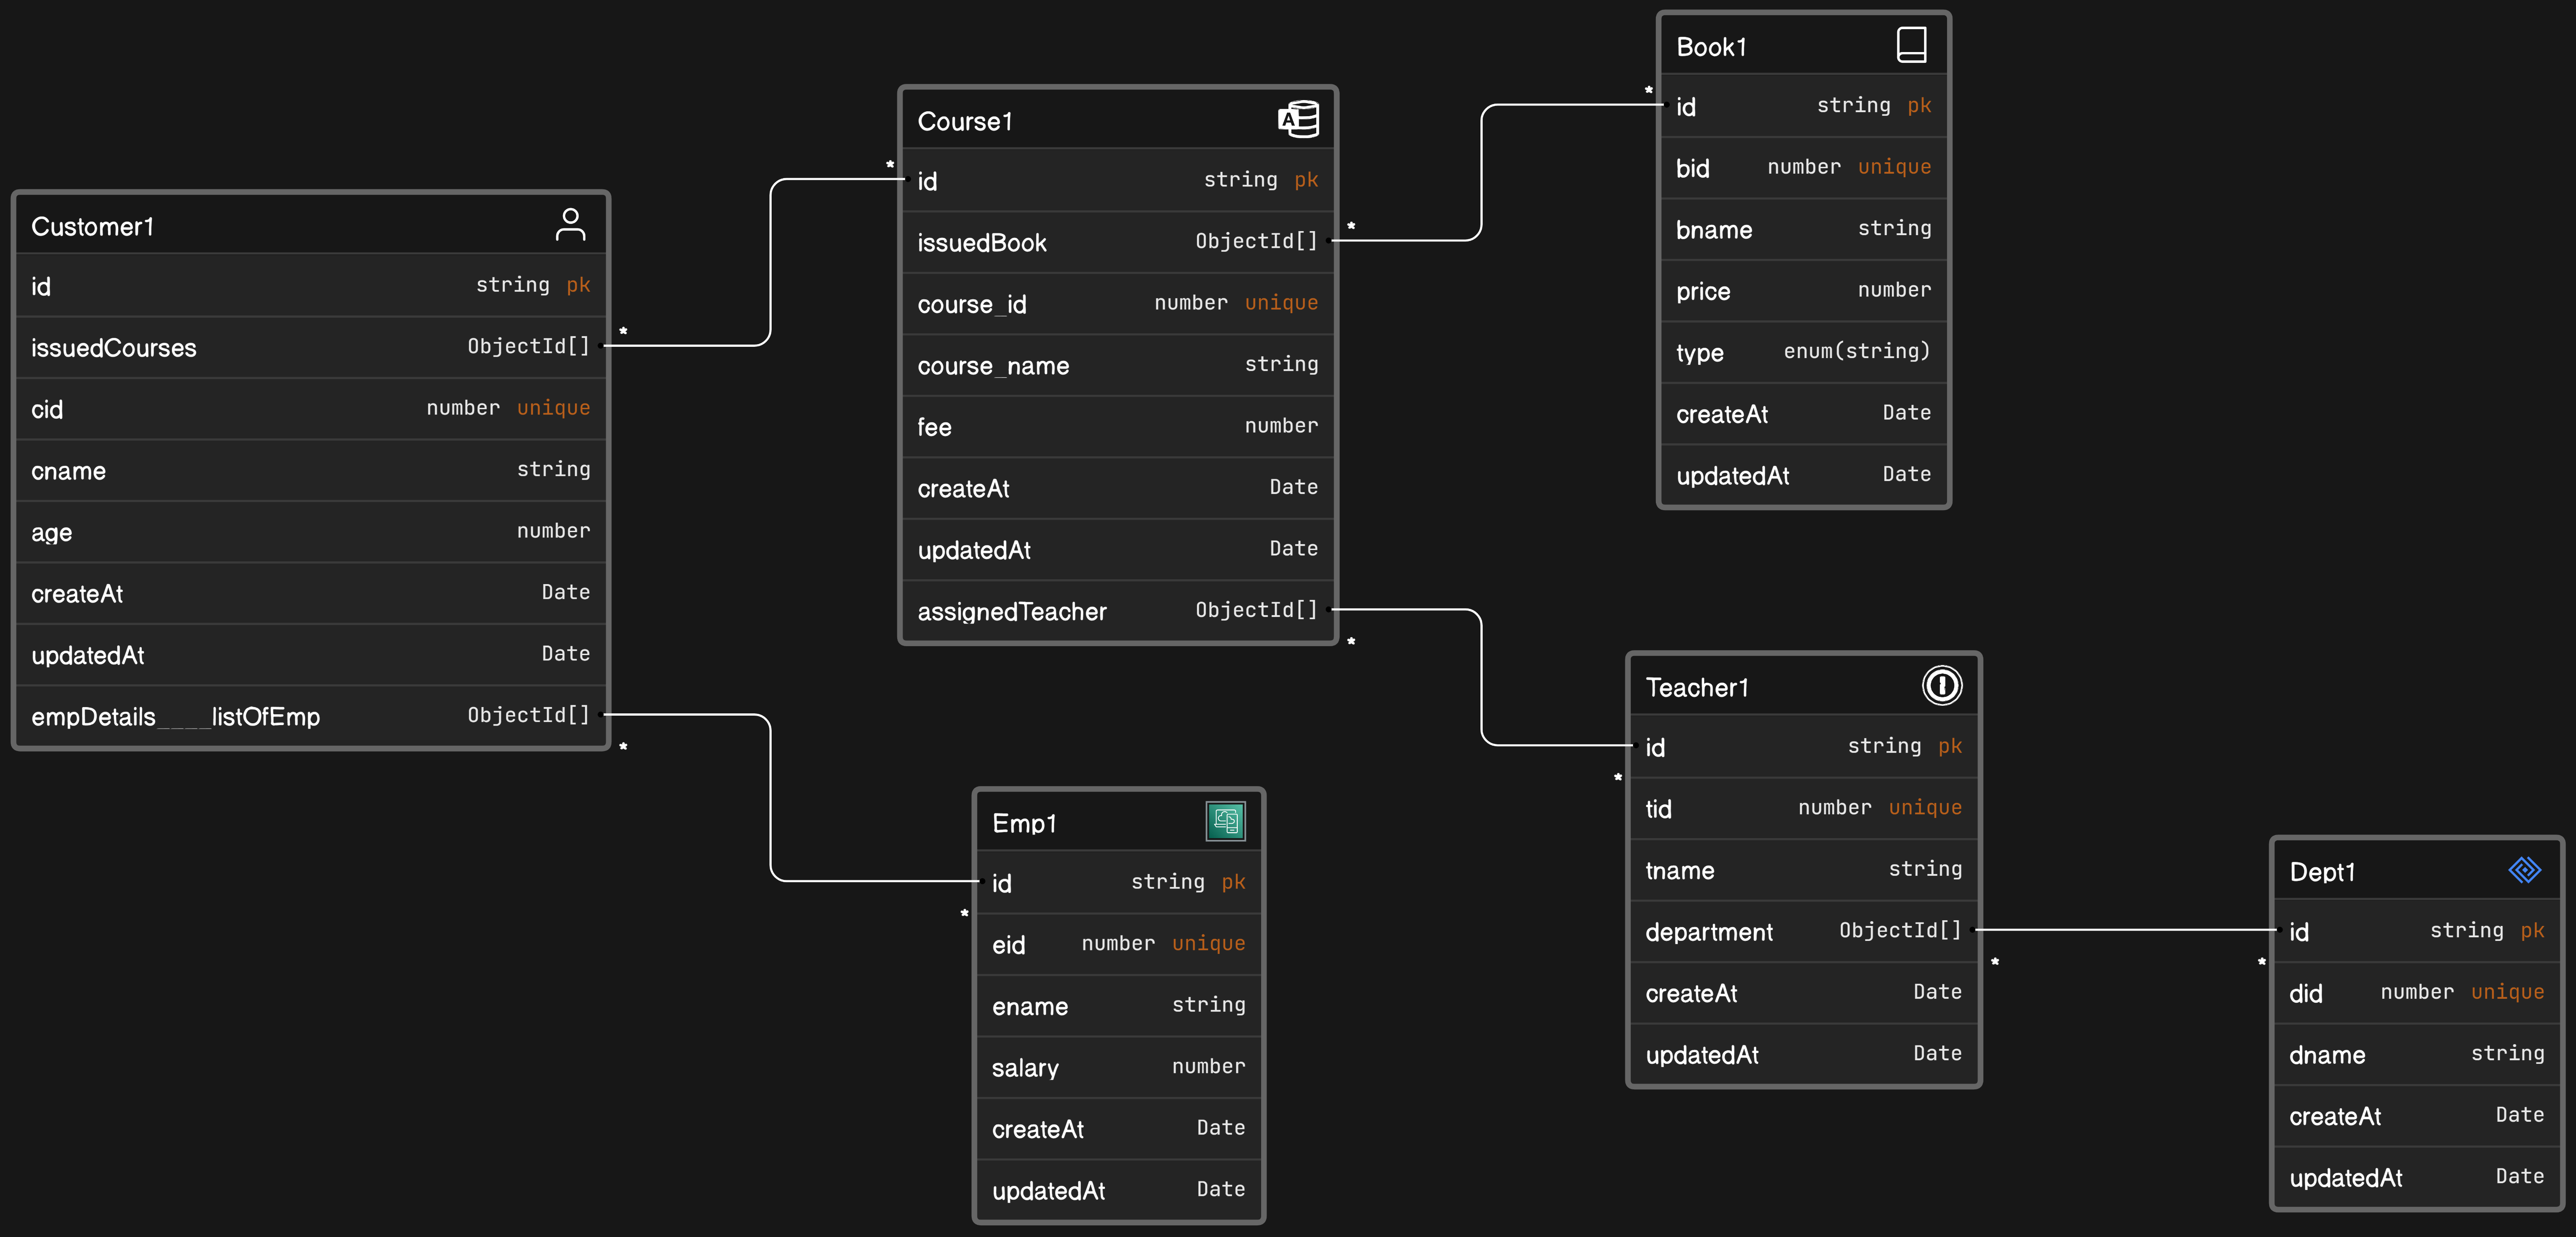 Customer1
id string pk
issuedCourses ObjectId[]
cid number unique
cname string
age number
createAt Date
updatedAt Date
empDetails____listOfEmp ObjectId[]
*
*
Course1
A
*
id string pk
issuedBook ObjectId[]
*
course_id number unique
course_name string
fee number
createAt Date
updatedAt Date
assignedTeacher ObjectId[]
*
Book1
*
id string pk
bid number unique
bname string
price number
type enum(string)
createAt Date
updatedAt Date
Emp1
id string pk
*
eid number unique
ename string
salary number
createAt Date
updatedAt Date
Teacher1
id string pk
*
tid number unique
tname string
department ObjectId[]
*
createAt Date
updatedAt Date
Dept1
id string pk
*
did number unique
dname string
createAt Date
updatedAt Date